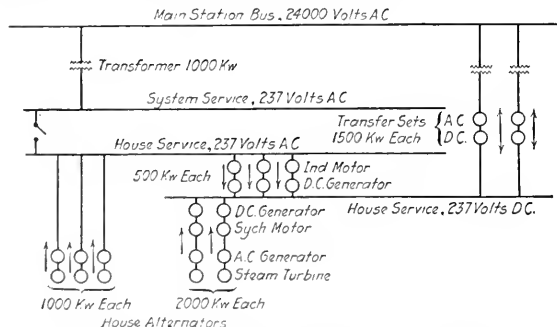 Main Station Bus, 24000 Volts AC
Transformer 1000 Kw
System Service, 237 Volts AC
Transfer Sets
1500 Kw Each
A C
D C.
House Service, 237 Volts AC
500 Kw Each
Ind Motor
D.C. Generator
House Service, 237 Volts DC.
D.C. Generator
Sych Motor
A.C Generator
Steam Turbine
1000 Kw Each
2000 Kw Each
House Alternators